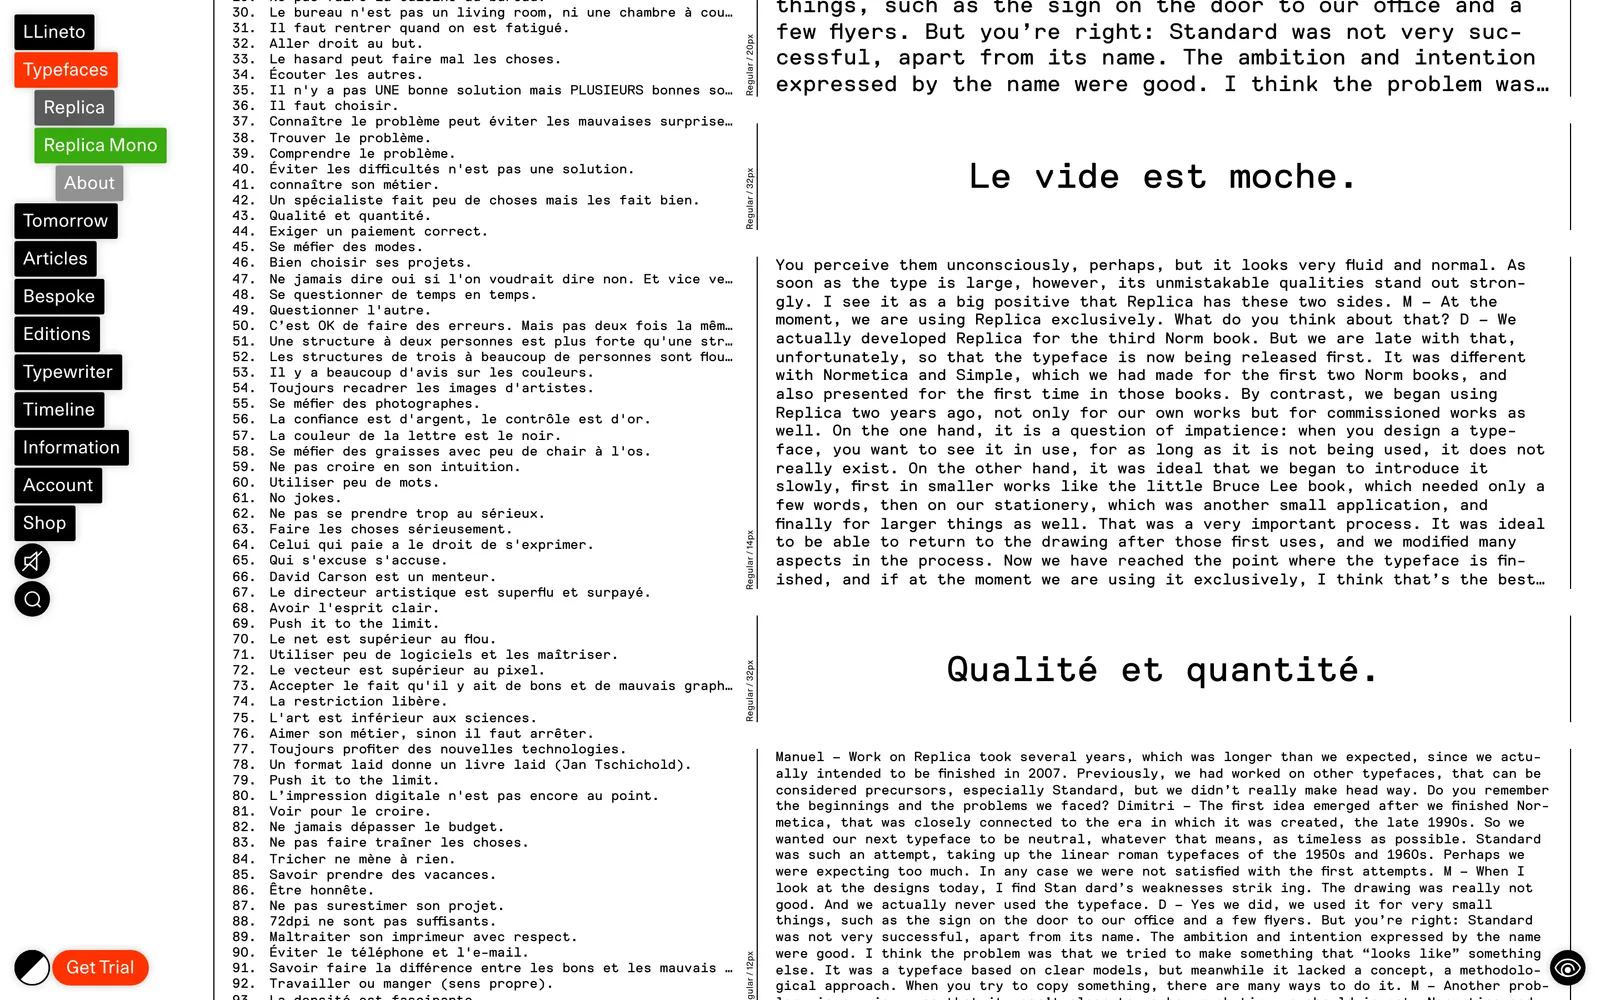 LLineto
Typefaces
Replica
Replica Mono
About
Tomorrow
Articles
Bespoke
Editions
Typewriter
Timeline
Information
Account
Shop
Get Trial
30. Le bureau n'est pas un living room, ni une chambre à cou…
31. Il faut rentrer quand on est fatigué.
32. Aller droit au but.
33. Le hasard peut faire mal les choses.
34. Écouter les autres.
35. Il n'y a pas UNE bonne solution mais PLUSIEURS bonnes so…
36. Il faut choisir.
37. Connaître le problème peut éviter les mauvaises surprise…
38. Trouver le problème.
39. Comprendre le problème.
40. Éviter les difficultés n'est pas une solution.
41. connaître son métier.
42. Un spécialiste fait peu de choses mais les fait bien.
43. Qualité et quantité.
44. Exiger un paiement correct.
45. Se méfier des modes.
46. Bien choisir ses projets.
47. Ne jamais dire oui si l'on voudrait dire non. Et vice ve…
48. Se questionner de temps en temps.
49. Questionner l'autre.
50. C’est OK de faire des erreurs. Mais pas deux fois la mêm…
51. Une structure à deux personnes est plus forte qu'une str…
52. Les structures de trois à beaucoup de personnes sont flou…
53. Il y a beaucoup d'avis sur les couleurs.
54. Toujours recadrer les images d'artistes.
55. Se méfier des photographes.
56. La confiance est d'argent, le contrôle est d'or.
57. La couleur de la lettre est le noir.
58. Se méfier des graisses avec peu de chair à l'os.
59. Ne pas croire en son intuition.
60. Utiliser peu de mots.
61. No jokes.
62. Ne pas se prendre trop au sérieux.
63. Faire les choses sérieusement.
64. Celui qui paie a le droit de s'exprimer.
65. Qui s'excuse s'accuse.
66. David Carson est un menteur.
67. Le directeur artistique est superflu et surpayé.
68. Avoir l'esprit clair.
69. Push it to the limit.
70. Le net est supérieur au flou.
71. Utiliser peu de logiciels et les maîtriser.
72. Le vecteur est supérieur au pixel.
73. Accepter le fait qu'il y ait de bons et de mauvais graph…
74. La restriction libère.
75. L'art est inférieur aux sciences.
76. Aimer son métier, sinon il faut arrêter.
77. Toujours profiter des nouvelles technologies.
78. Un format laid donne un livre laid (Jan Tschichold).
79. Push it to the limit.
80. L’impression digitale n'est pas encore au point.
81. Voir pour le croire.
82. Ne jamais dépasser le budget.
83. Ne pas faire traîner les choses.
84. Tricher ne mène à rien.
85. Savoir prendre des vacances.
86. Être honnête.
87. Ne pas surestimer son projet.
88. 72dpi ne sont pas suffisants.
89. Maltraiter son imprimeur avec respect.
90. Éviter le téléphone et l'e-mail.
91. Savoir faire la différence entre les bons et les mauvais …
92. Travailler ou manger (sens propre).
Regular / 20px
things, such as the sign on the door to our office and a
few flyers. But you’re right: Standard was not very suc-
cessful, apart from its name. The ambition and intention
expressed by the name were good. I think the problem was…
Regular / 32px
Le vide est moche.
Regular / 14px
You perceive them unconsciously, perhaps, but it looks very fluid and normal. As
soon as the type is large, however, its unmistakable qualities stand out stron-
gly. I see it as a big positive that Replica has these two sides. M – At the
moment, we are using Replica exclusively. What do you think about that? D – We
actually developed Replica for the third Norm book. But we are late with that,
unfortunately, so that the typeface is now being released first. It was different
with Normetica and Simple, which we had made for the first two Norm books, and
also presented for the first time in those books. By contrast, we began using
Replica two years ago, not only for our own works but for commissioned works as
well. On the one hand, it is a question of impatience: when you design a type-
face, you want to see it in use, for as long as it is not being used, it does not
really exist. On the other hand, it was ideal that we began to introduce it
slowly, first in smaller works like the little Bruce Lee book, which needed only a
few words, then on our stationery, which was another small application, and
finally for larger things as well. That was a very important process. It was ideal
to be able to return to the drawing after those first uses, and we modified many
aspects in the process. Now we have reached the point where the typeface is fin-
ished, and if at the moment we are using it exclusively, I think that’s the best…
Regular / 32px
Qualité et quantité.
gular / 12px
Manuel – Work on Replica took several years, which was longer than we expected, since we actu-
ally intended to be finished in 2007. Previously, we had worked on other typefaces, that can be
considered precursors, especially Standard, but we didn’t really make head way. Do you remember
the beginnings and the problems we faced? Dimitri – The first idea emerged after we finished Nor-
metica, that was closely connected to the era in which it was created, the late 1990s. So we
wanted our next typeface to be neutral, whatever that means, as timeless as possible. Standard
was such an attempt, taking up the linear roman typefaces of the 1950s and 1960s. Perhaps we
were expecting too much. In any case we were not satisfied with the first attempts. M – When I
look at the designs today, I find Stan dard’s weaknesses strik ing. The drawing was really not
good. And we actually never used the typeface. D – Yes we did, we used it for very small
things, such as the sign on the door to our office and a few flyers. But you’re right: Standard
was not very successful, apart from its name. The ambition and intention expressed by the name
were good. I think the problem was that we tried to make something that “looks like” something
else. It was a typeface based on clear models, but meanwhile it lacked a concept, a methodolo-
gical approach. When you try to copy something, there are many ways to do it. M – Another prob-